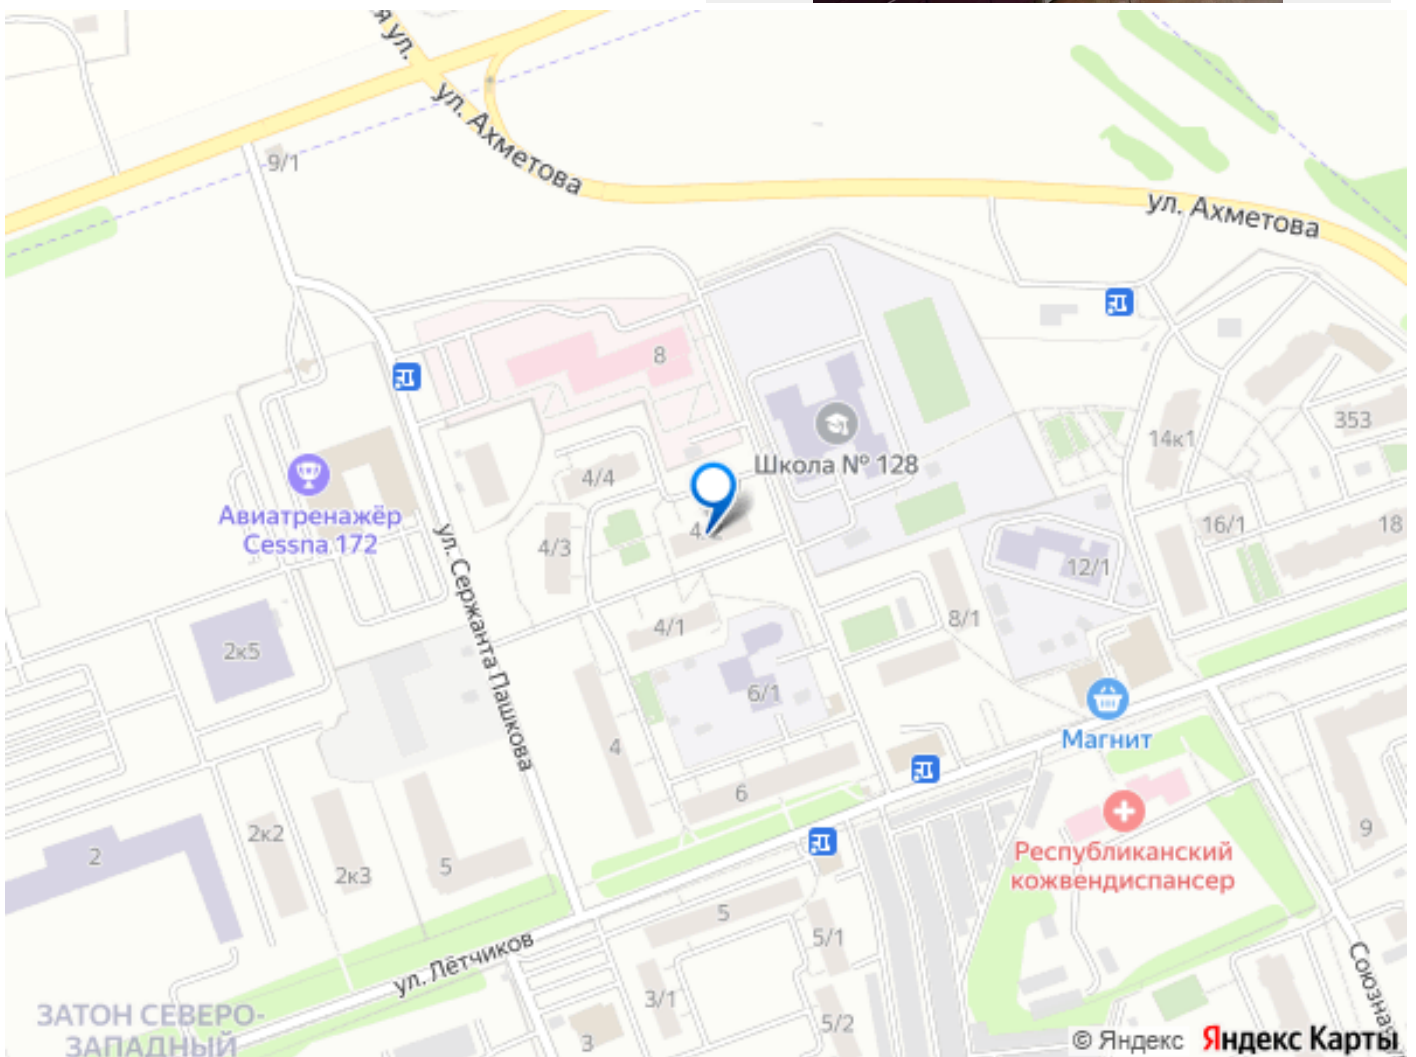 я ул.
ул. Ахметова
9/1
ул. Ахметова
8
353
14к1
Школа № 128
4/4
Авиатренажёр
Cessna 172
16/1
18
4/2
4/3
12/1
ул. Сержанта Пашкова
8/1
4/1
2к5
6/1
Магнит
4
6
2к2
9
2
2к3
5
Республиканский
кожвендиспансер
5
5/1
ул. Лётчиков
Союзная
3/1
ЗАТОН СЕВЕРО-
ЗАПАДНЫЙ
5/2
3
© Яндекс Яндекс Карты